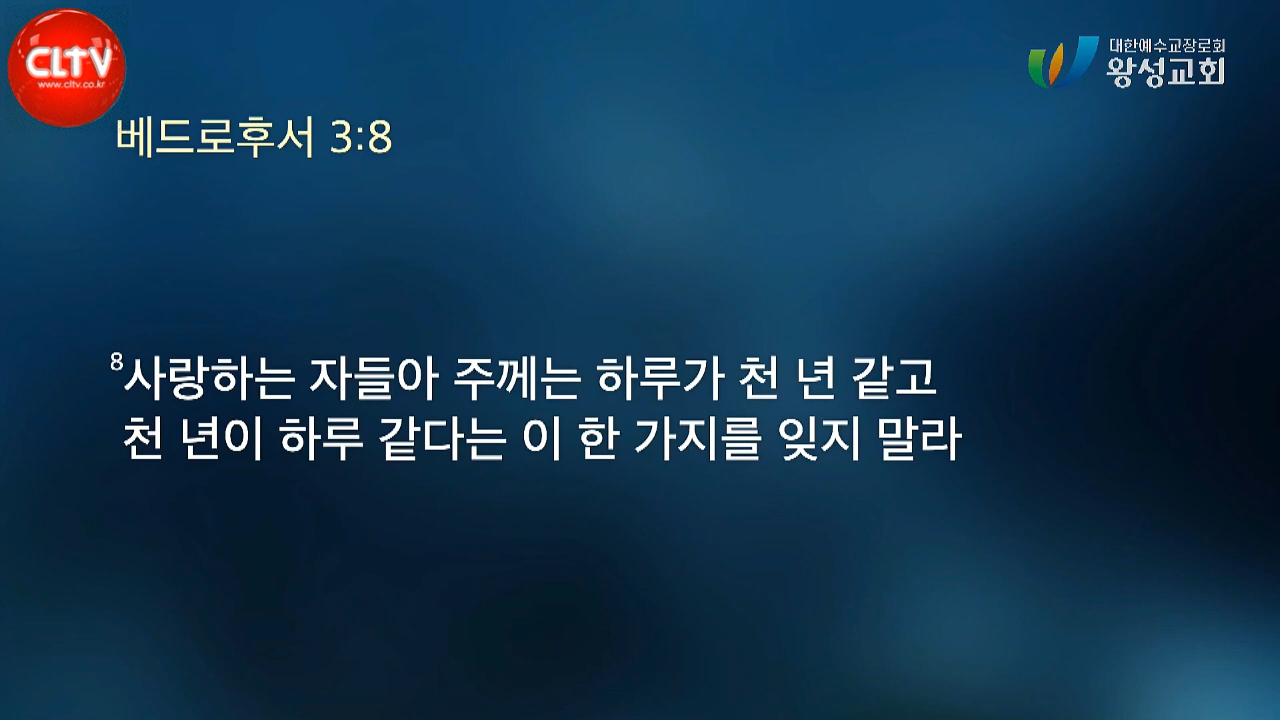 CLTV
www.cltv.co.kr
대한예수교장로회
왕성교회
베드로후서 3:8
8사랑하는 자들아 주께는 하루가 천 년 같고
천 년이 하루 같다는 이 한 가지를 잊지 말라